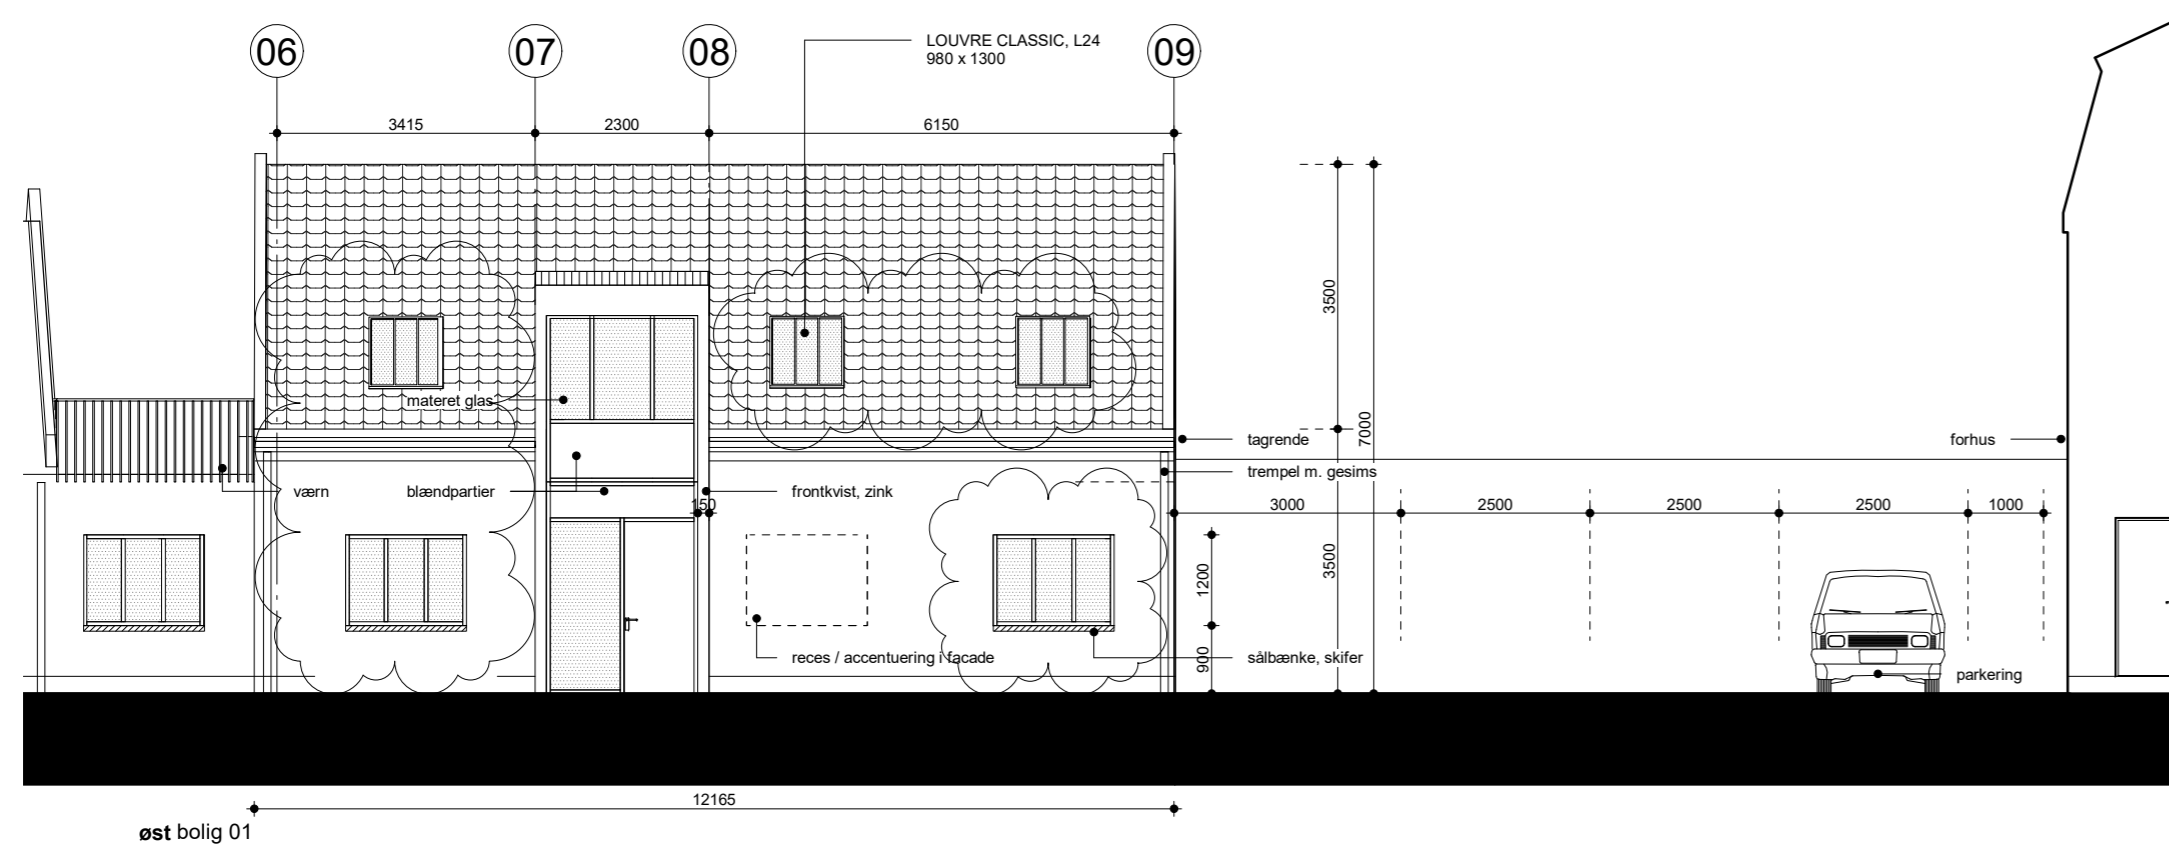 06
07
08
09
LOUVRE CLASSIC, L24
980 x 1300
3415
2300
6150
3500
7000
materet glas
tagrende
forhus
trempel m. gesims
værn
blændpartier
frontkvist, zink
150
3000
2500
2500
2500
1000
1200
3500
900
reces / accentuering i facade
sålbænke, skifer
parkering
12165
øst bolig 01